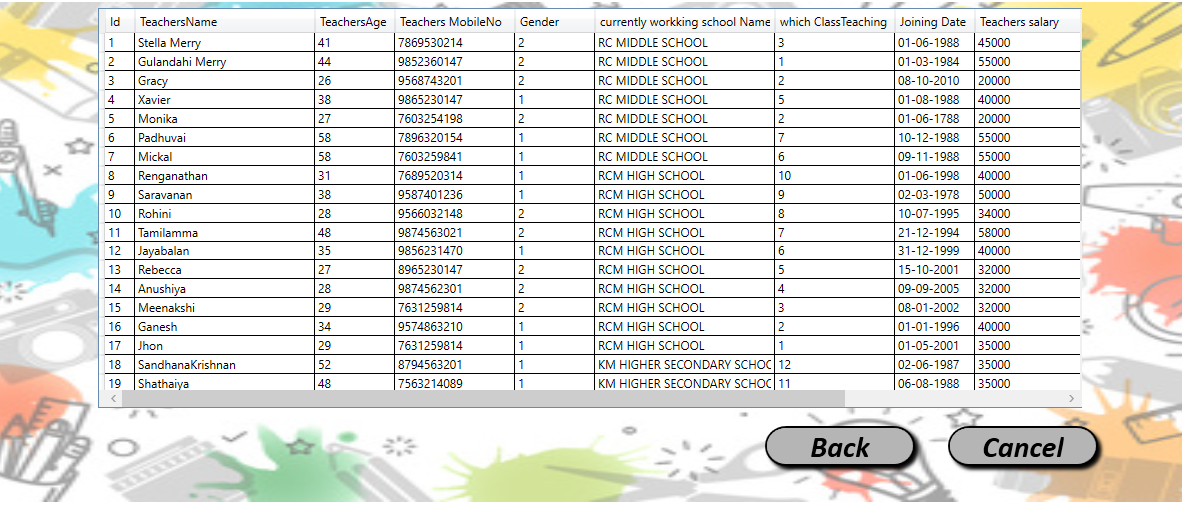 Id TeachersName TeachersAge Teachers MobileNo Gender currently workking school Name which ClassTeaching Joining Date Teachers salary
1 Stella Merry 41 7869530214 2 RC MIDDLE SCHOOL 3 01-06-1988 45000
2 Gulandahi Merry 44 9852360147 2 RC MIDDLE SCHOOL 1 01-03-1984 55000
3 Gracy 26 9568743201 2 RC MIDDLE SCHOOL 2 08-10-2010 20000
4 Xavier 38 9865230147 1 RC MIDDLE SCHOOL 5 01-08-1988 40000
5 Monika 27 7603254198 2 RC MIDDLE SCHOOL 2 01-06-1788 20000
6 Padhuvai 58 7896320154 1 RC MIDDLE SCHOOL 7 10-12-1988 55000
7 Mickal 58 7603259841 1 RC MIDDLE SCHOOL 6 09-11-1988 55000
8 Renganathan 31 7689520314 1 RCM HIGH SCHOOL 10 01-06-1998 40000
9 Saravanan 38 9587401236 1 RCM HIGH SCHOOL 9 02-03-1978 50000
10 Rohini 28 9566032148 2 RCM HIGH SCHOOL 8 10-07-1995 34000
11 Tamilamma 48 9874563021 2 RCM HIGH SCHOOL 7 21-12-1994 58000
12 Jayabalan 35 9856231470 1 RCM HIGH SCHOOL 6 31-12-1999 40000
13 Rebecca 27 8965230147 2 RCM HIGH SCHOOL 5 15-10-2001 32000
14 Anushiya 28 9874562301 2 RCM HIGH SCHOOL 4 09-09-2005 32000
15 Meenakshi 29 7631259814 2 RCM HIGH SCHOOL 3 08-01-2002 32000
16 Ganesh 34 9574863210 1 RCM HIGH SCHOOL 2 01-01-1996 40000
17 Jhon 29 7631259814 1 RCM HIGH SCHOOL 1 01-05-2001 35000
18 SandhanaKrishnan 52 8794563201 1 KM HIGHER SECONDARY SCHOC 12 02-06-1987 35000
19 Shathaiya 48 7563214089 1 KM HIGHER SECONDARY SCHOC 11 06-08-1988 35000
Back Cancel